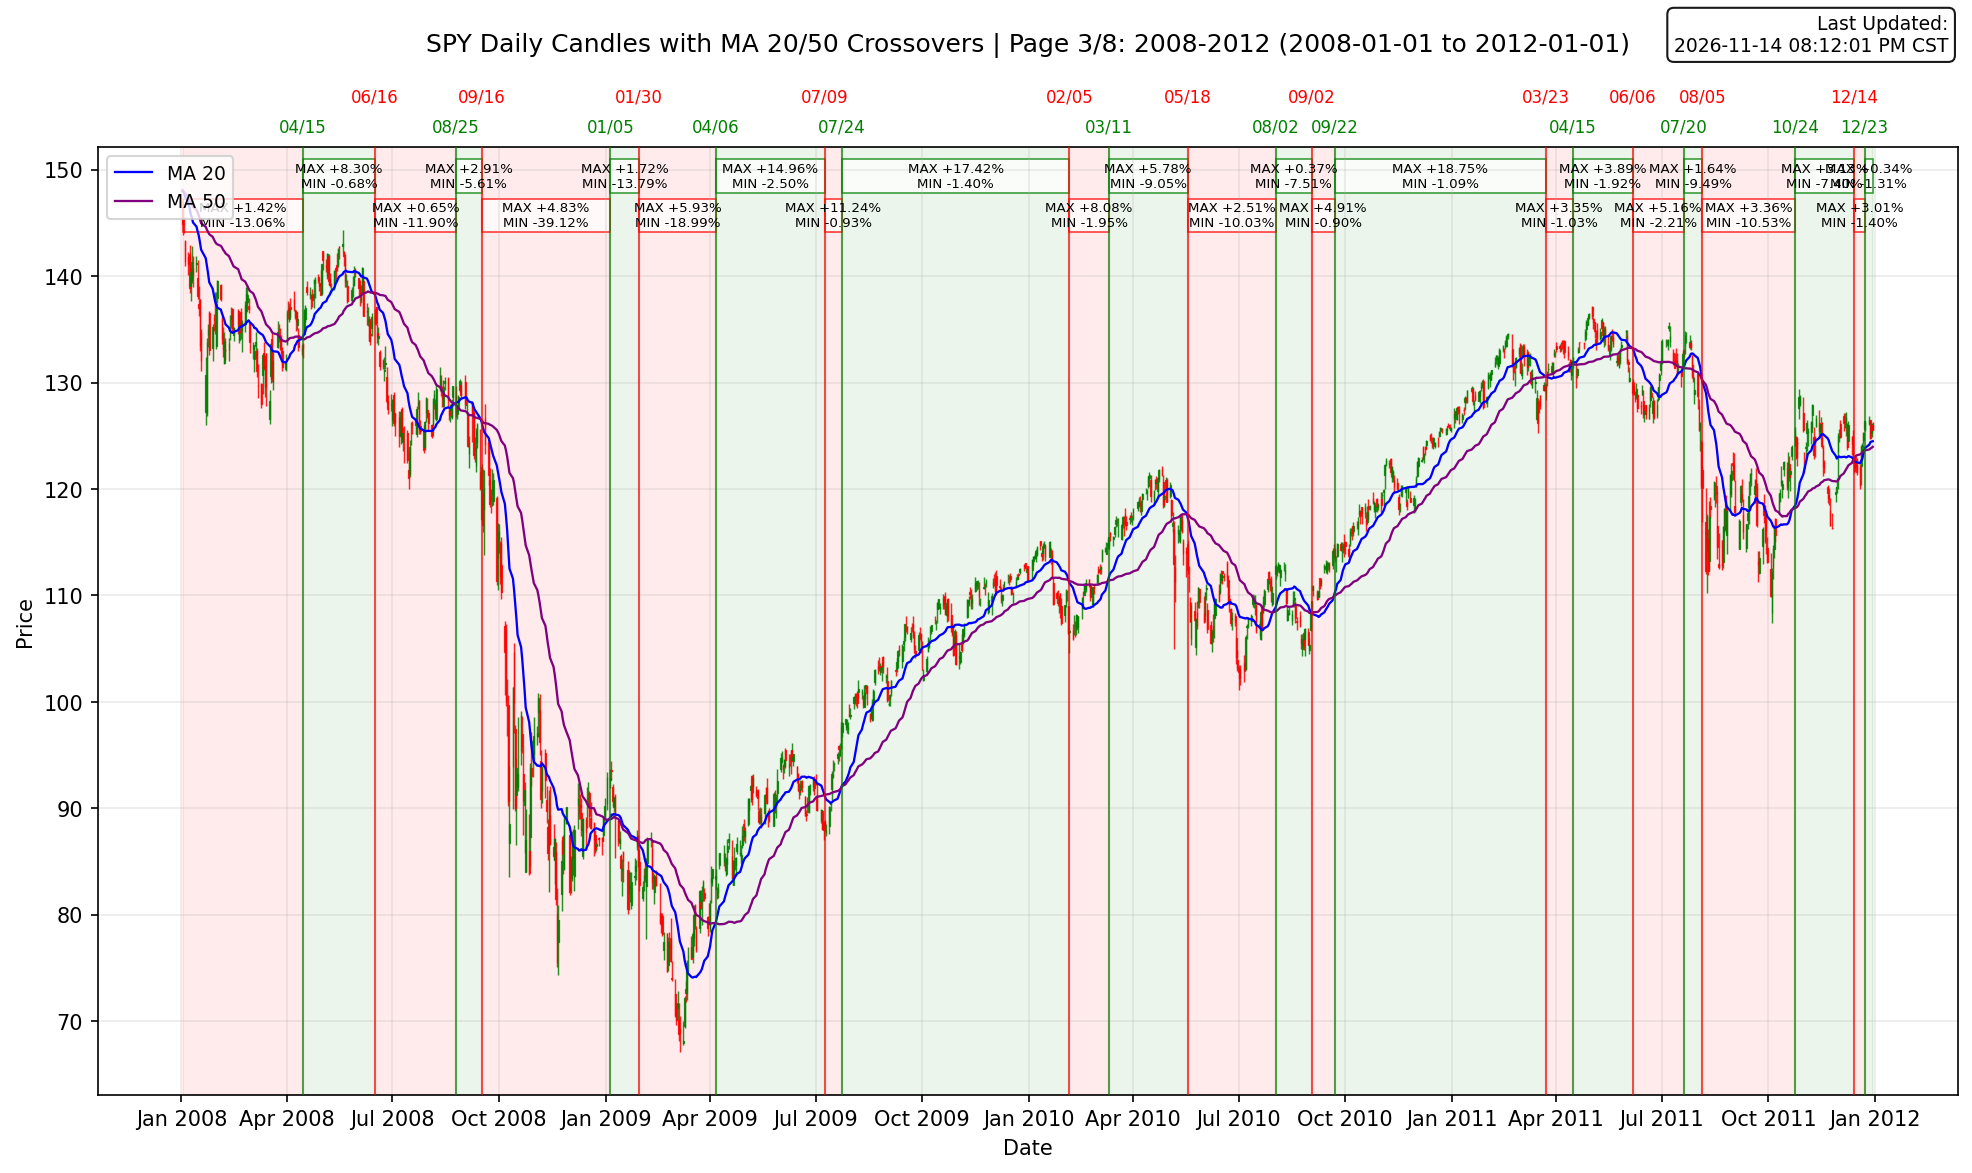 SPY Daily Candles with MA 20/50 Crossovers | Page 3/8: 2008-2012 (2008-01-01 to 2012-01-01)
Last Updated:
2026-11-14 08:12:01 PM CST
06/16 09/16 01/30 07/09 02/05 05/18 09/02 03/23 06/06 08/05 12/14
04/15 08/25 01/05 04/06 07/24 03/11 08/02 09/22 04/15 07/20 10/24 12/23
MA 20
MA 50
MAX +8.30% MAX +2.91% MAX +1.72% MAX +14.96% MAX +17.42% MAX +5.78% MAX +0.37% MAX +18.75% MAX +3.89% MAX +1.64% MAX +0.34%
MIN -0.68% MIN -5.61% MIN -13.79% MIN -2.50% MIN -1.40% MIN -9.05% MIN -7.51% MIN -1.09% MIN -1.92% MIN -9.49% MIN -1.31%
+1.42% MAX +0.65% MAX +4.83% MAX +5.93% MAX +11.24% MAX +8.08% MAX +2.51% MAX +4.91% MAX +3.35% MAX +5.16% MAX +3.36% MAX +3.01%
MIN -13.06% MIN -11.90% MIN -39.12% MIN -18.99% MIN -0.93% MIN -1.95% MIN -10.03% MIN -0.90% MIN -1.03% MIN -2.21% MIN -10.53% MIN -1.40%
150
140
130
120
110
100
90
80
70
Price
Jan 2008 Apr 2008 Jul 2008 Oct 2008 Jan 2009 Apr 2009 Jul 2009 Oct 2009 Jan 2010 Apr 2010 Jul 2010 Oct 2010 Jan 2011 Apr 2011 Jul 2011 Oct 2011 Jan 2012
Date